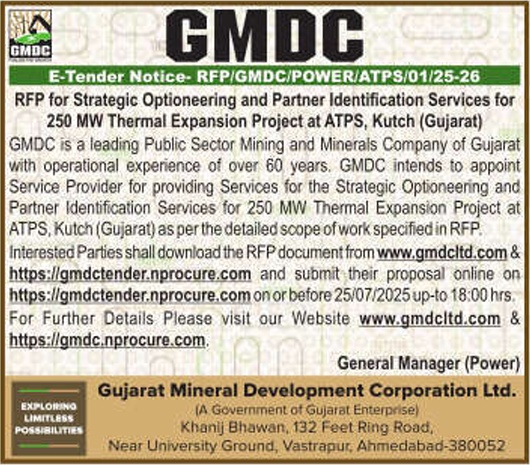 GMDC
GMDC
E-Tender Notice- RFP/GMDC/POWER/ATPS/01/25-26
RFP for Strategic Optioneering and Partner Identification Services for
250 MW Thermal Expansion Project at ATPS, Kutch (Gujarat)
GMDC is a leading Public Sector Mining and Minerals Company of Gujarat
with operational experience of over 60 years. GMDC intends to appoint
Service Provider for providing Services for the Strategic Optioneering and
Partner Identification Services for 250 MW Thermal Expansion Project at
ATPS, Kutch (Gujarat) as per the detailed scope of work specified in RFP.
Interested Parties shall download the RFP document from www.gmdcltd.com &
https://gmdctender.nprocure.com and submit their proposal online on
https://gmdctender.nprocure.com on or before 25/07/2025 up-to 18:00 hrs.
For Further Details Please visit our Website www.gmdcltd.com &
https://gmdc.nprocure.com.
General Manager (Power)
EXPLORING
LIMITLESS
POSSIBILITIES
Gujarat Mineral Development Corporation Ltd.
(A Government of Gujarat Enterprise)
Khanij Bhawan, 132 Feet Ring Road,
Near University Ground, Vastrapur, Ahmedabad-380052